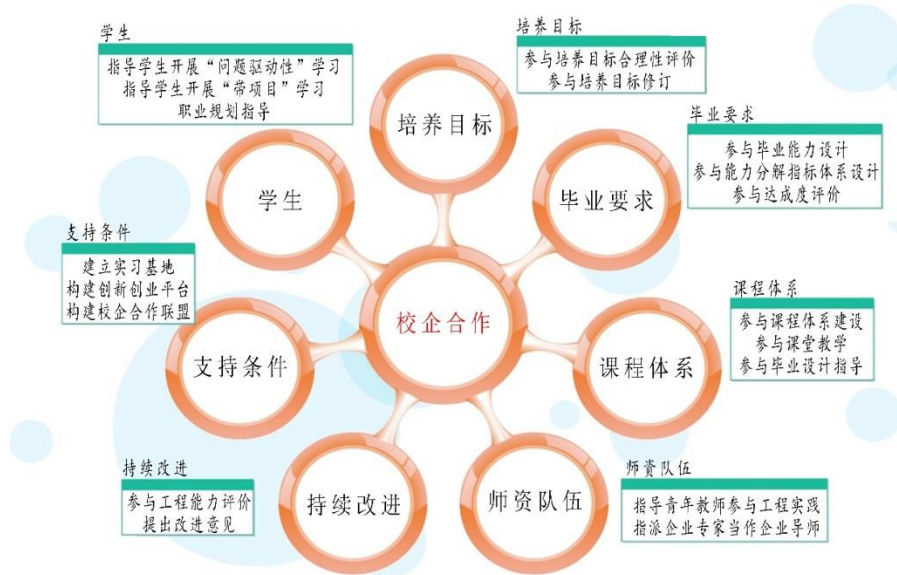 学生
指导学生开展“问题驱动性”学习
指导学生开展“带项目”学习
职业规划指导
培养目标
参与培养目标合理性评价
参与培养目标修订
培养目标
毕业要求
参与毕业能力设计
参与能力分解指标体系设计
参与达成度评价
学生
毕业要求
支持条件
建立实习基地
构建创新创业平台
构建校企合作联盟
校企合作
课程体系
参与课程体系建设
参与课堂教学
参与毕业设计指导
支持条件
课程体系
持续改进
参与工程能力评价
提出改进意见
持续改进
师资队伍
师资队伍
指导青年教师参与工程实践
指派企业专家当作企业导师